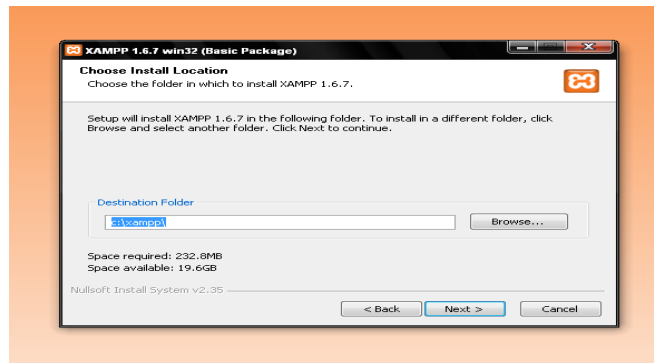 XAMPP 1.6.7 win32 (Basic Package)
Choose Install Location
Choose the folder in which to install XAMPP 1.6.7.
Setup will install XAMPP 1.6.7 in the following folder. To install in a different folder, click
Browse and select another folder. Click Next to continue.
Destination Folder
c:\xampp\
Browse...
Space required: 232.8MB
Space available: 19.6GB
Nullsoft Install System v2.35
< Back
Next >
Cancel